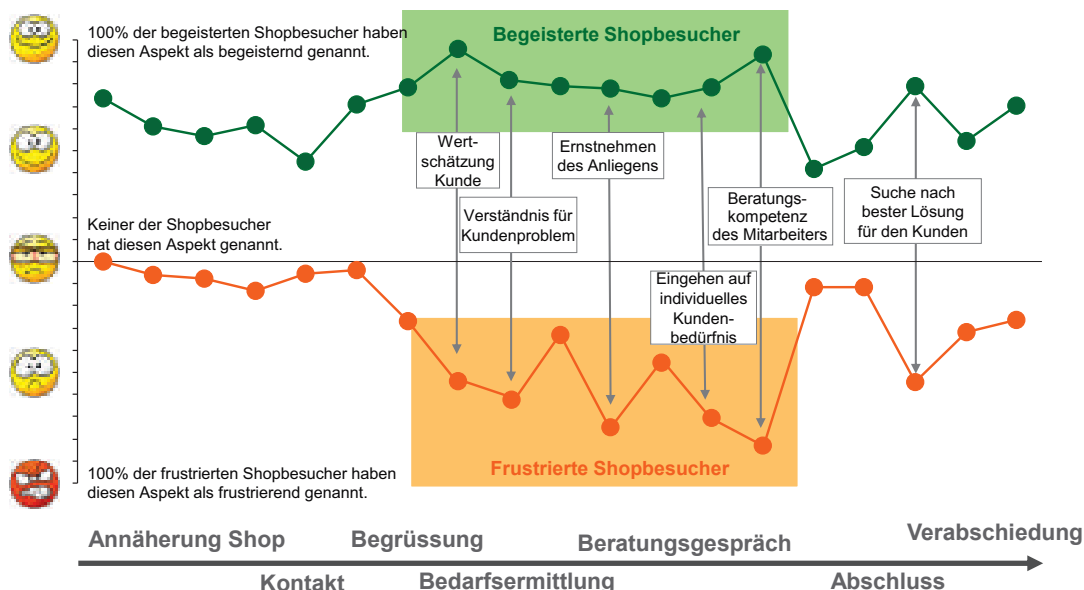 100% der begeisterten Shopbesucher haben
diesen Aspekt als begeisternd genannt.
Begeisterte Shopbesucher
Wert-
schätzung
Kunde
Ernstnehmen
des Anliegens
Verständnis für
Kundenproblem
Beratungs-
kompetenz
des Mitarbeiters
Suche nach
bester Lösung
für den Kunden
Keiner der Shopbesucher
hat diesen Aspekt genannt.
Eingehen auf
individuelles
Kunden-
bedürfnis
Frustrierte Shopbesucher
100% der frustrierten Shopbesucher haben
diesen Aspekt als frustrierend genannt.
Annäherung Shop
Kontakt
Begrüssung
Bedarfsermittlung
Beratungsgespräch
Abschluss
Verabschiedung